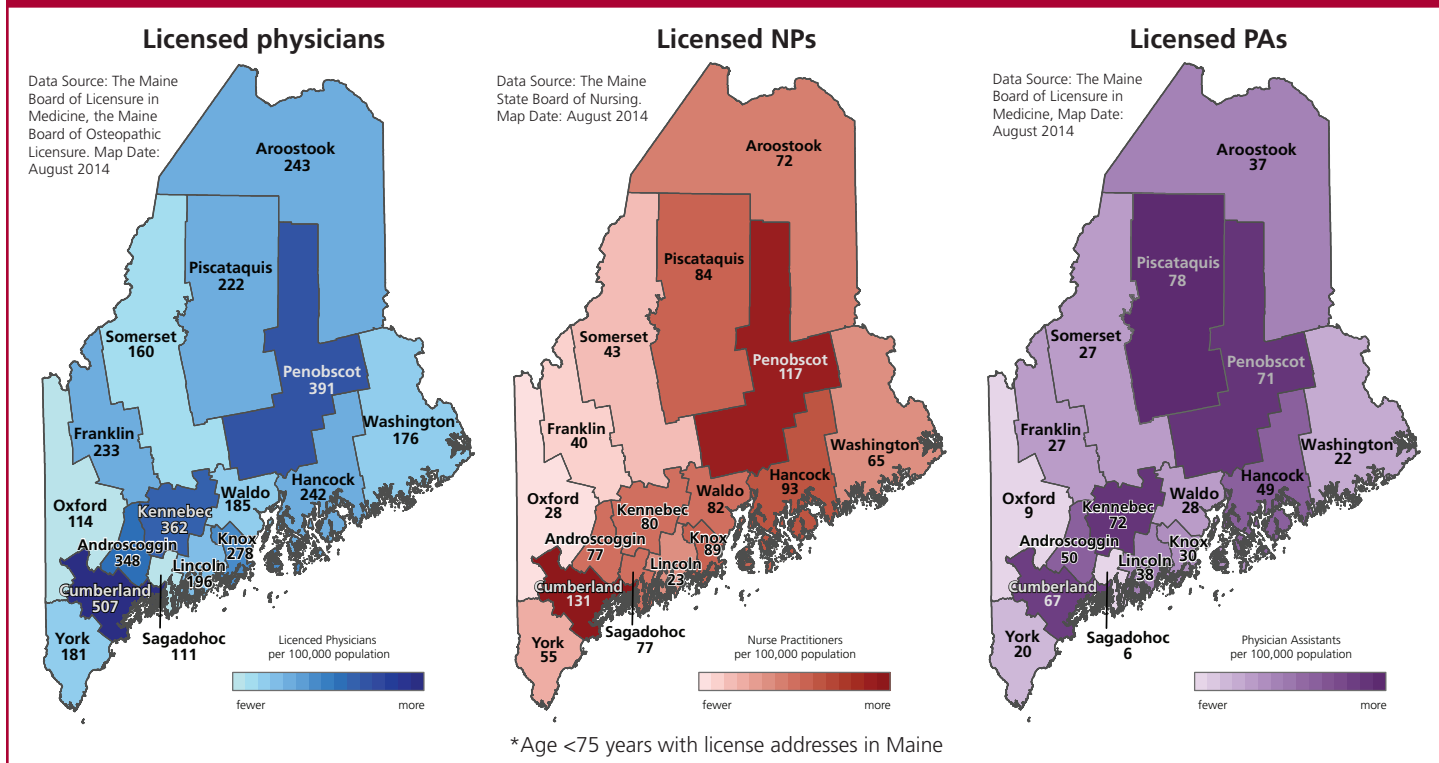 Licensed physicians
Data Source: The Maine
Board of Licensure in
Medicine, the Maine
Board of Osteopathic
Licensure. Map Date:
August 2014
Aroostook
243
Piscataquis
222
Somerset
160
Penobscot
391
Washington
176
Franklin
233
Hancock
242
Waldo
185
Oxford
114
Kennebec
362
Knox
278
Androscoggin
348
Lincoln
196
Cumberland
507
Sagadohoc
111
York
181
Licenced Physicians
per 100,000 population
fewer more
Licensed NPs
Data Source: The Maine
State Board of Nursing.
Map Date: August 2014
Aroostook
72
Piscataquis
84
Somerset
43
Penobscot
117
Franklin
40
Washington
65
Hancock
93
Waldo
82
Oxford
28
Kennebec
80
Knox
89
Androscoggin
77
Lincoln
23
Cumberland
131
Sagadohoc
77
York
55
Nurse Practitioners
per 100,000 population
fewer more
Licensed PAs
Data Source: The Maine
Board of Licensure in
Medicine, Map Date:
August 2014
Aroostook
37
Piscataquis
78
Somerset
27
Penobscot
71
Franklin
27
Washington
22
Hancock
49
Waldo
28
Oxford
9
Kennebec
72
Knox
30
Androscoggin
50
Lincoln
38
Cumberland
67
Sagadohoc
6
York
20
Physician Assistants
per 100,000 population
fewer more
*Age <75 years with license addresses in Maine